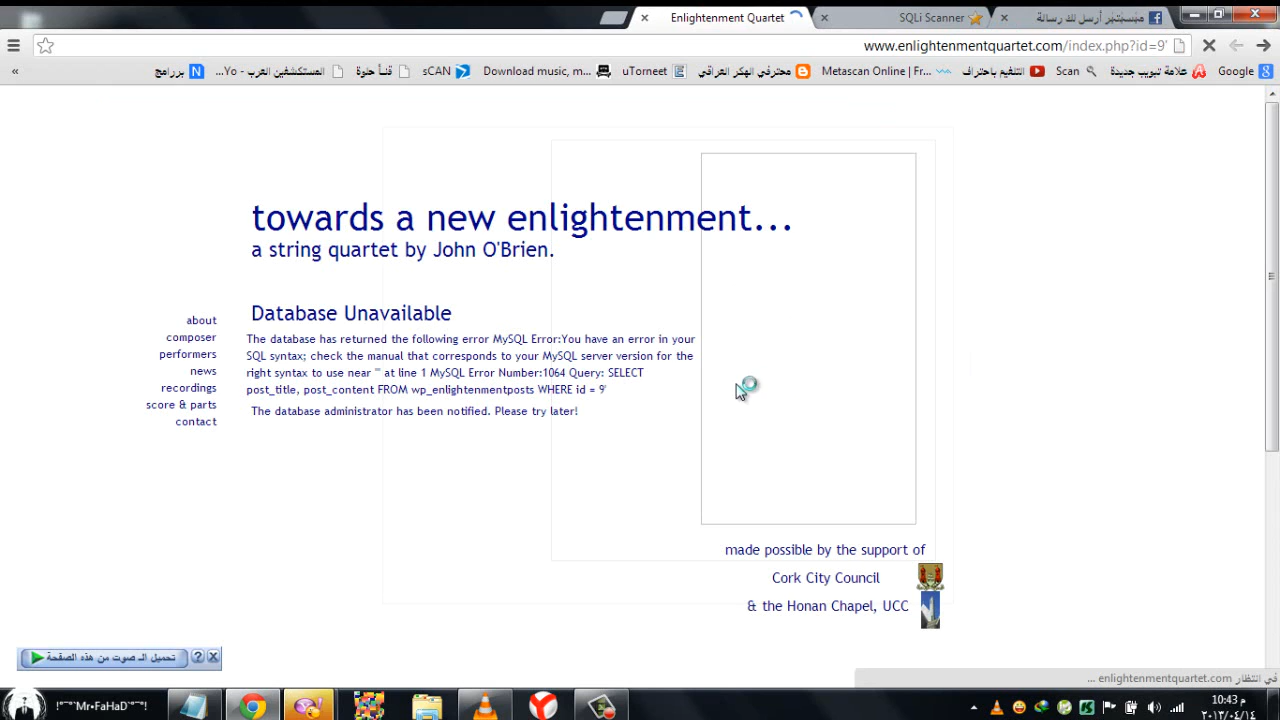 Enlightenment Quartet
SQLi Scanner
مبسبتبر أرسل لك رسالة
www.enlightenmentquartet.com/index.php?id=9'
«
بررامج
Yo - المستكشفين العرب...
قنـاة حلوة
sCAN
Download music, m...
uTorneet
محترفي الهكر العراقي
Metascan Online | Fr...
التنغيم باحتراف
Scan
علامة تبويب جديدة
Google
towards a new enlightenment...
a string quartet by John O'Brien.
Database Unavailable
The database has returned the following error MySQL Error:You have an error in your
SQL syntax; check the manual that corresponds to your MySQL server version for the
right syntax to use near ''' at line 1 MySQL Error Number:1064 Query: SELECT
post_title, post_content FROM wp_enlightenmentposts WHERE id = 9'
The database administrator has been notified. Please try later!
about
composer
performers
news
recordings
score & parts
contact
made possible by the support of
Cork City Council
& the Honan Chapel, UCC
تحميل الـ صوت من هذه الصفحة
في انتظار enlightenmentquartet.com ...
!°¯°`Mr•FaHaD`°¯°!
10:43 م
٢٠١٣/٠٤/١٤